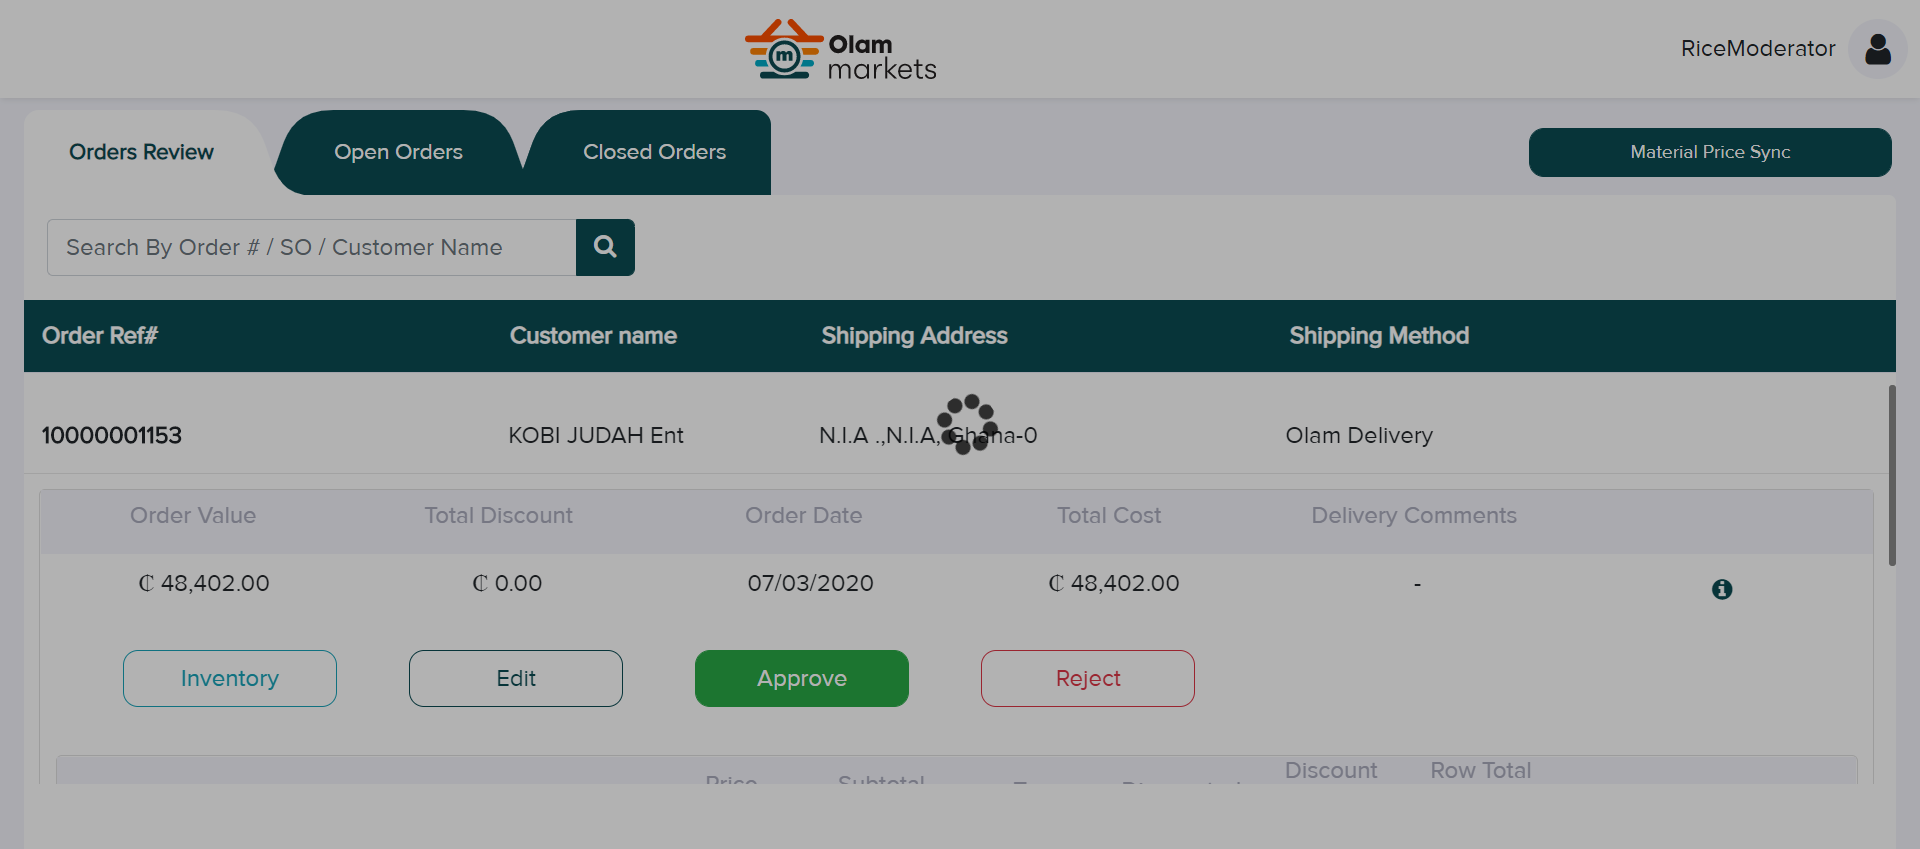 Olam
markets
RiceModerator
Orders Review
Open Orders
Closed Orders
Material Price Sync
Search By Order # / SO / Customer Name
Order Ref#
Customer name
Shipping Address
Shipping Method
10000001153
KOBI JUDAH Ent
N.I.A .,N.I.A, Ghana-0
Olam Delivery
Order Value
Total Discount
Order Date
Total Cost
Delivery Comments
₵ 48,402.00
₵ 0.00
07/03/2020
₵ 48,402.00
-
Inventory
Edit
Approve
Reject
Price
Subtotal
Discount
Row Total